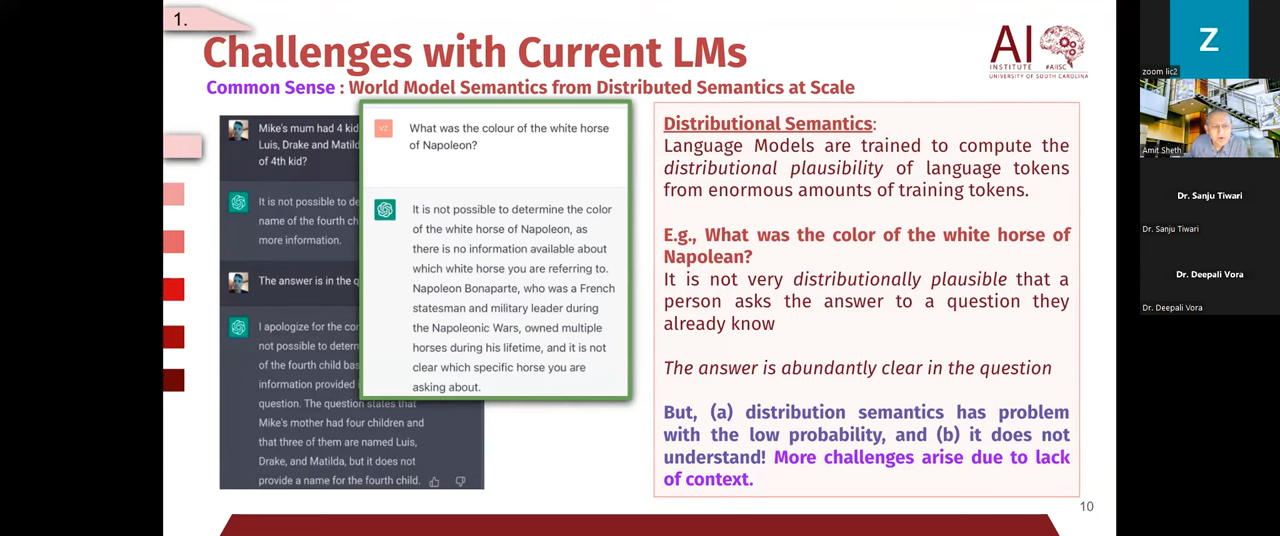 1.
Challenges with Current LMs
Common Sense : World Model Semantics from Distributed Semantics at Scale
AI
INSTITUTE #AIISC
UNIVERSITY OF SOUTH CAROLINA
Mike's mum had 4 kid
Luis, Drake and Matild
of 4th kid?
It is not possible to de
name of the fourth ch
more information.
The answer is in the q
I apologize for the con
not possible to determ
of the fourth child bas
information provided i
question. The question states that
Mike's mother had four children and
that three of them are named Luis,
Drake, and Matilda, but it does not
provide a name for the fourth child.
VZ
What was the colour of the white horse
of Napoleon?
It is not possible to determine the color
of the white horse of Napoleon, as
there is no information available about
which white horse you are referring to.
Napoleon Bonaparte, who was a French
statesman and military leader during
the Napoleonic Wars, owned multiple
horses during his lifetime, and it is not
clear which specific horse you are
asking about.
Distributional Semantics:
Language Models are trained to compute the
distributional plausibility of language tokens
from enormous amounts of training tokens.
E.g., What was the color of the white horse of
Napolean?
It is not very distributionally plausible that a
person asks the answer to a question they
already know
The answer is abundantly clear in the question
But, (a) distribution semantics has problem
with the low probability, and (b) it does not
understand! More challenges arise due to lack
of context.
10
Z
zoom lic2
Amit Sheth
Dr. Sanju Tiwari
Dr. Sanju Tiwari
Dr. Deepali Vora
Dr. Deepali Vora